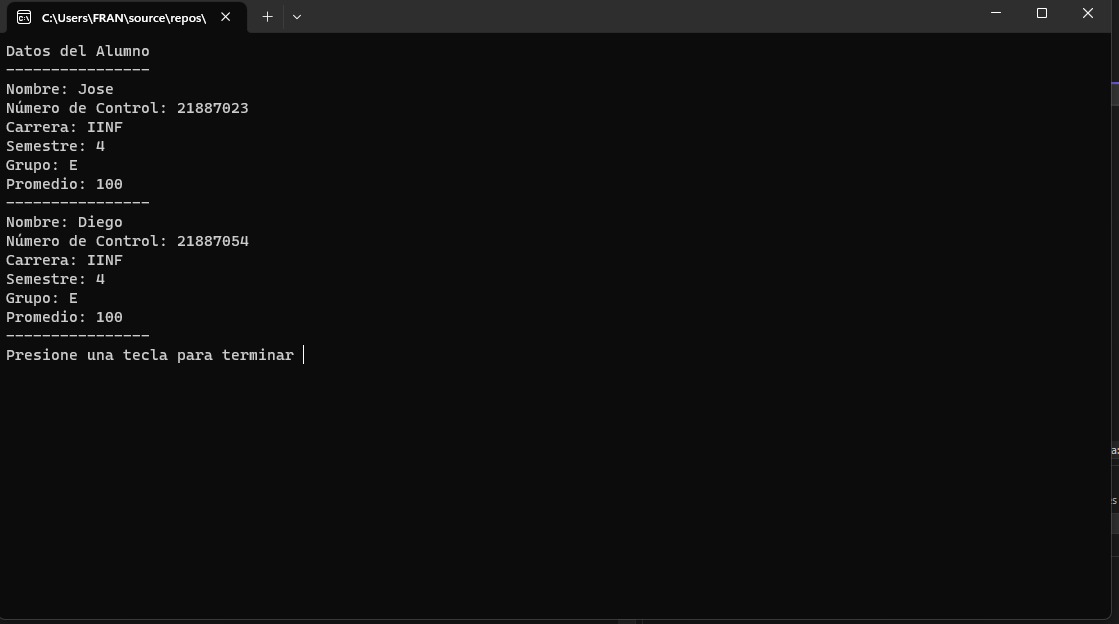 C:\Users\FRAN\source\repos\
Datos del Alumno
----------------
Nombre: Jose
Número de Control: 21887023
Carrera: IINF
Semestre: 4
Grupo: E
Promedio: 100
----------------
Nombre: Diego
Número de Control: 21887054
Carrera: IINF
Semestre: 4
Grupo: E
Promedio: 100
----------------
Presione una tecla para terminar